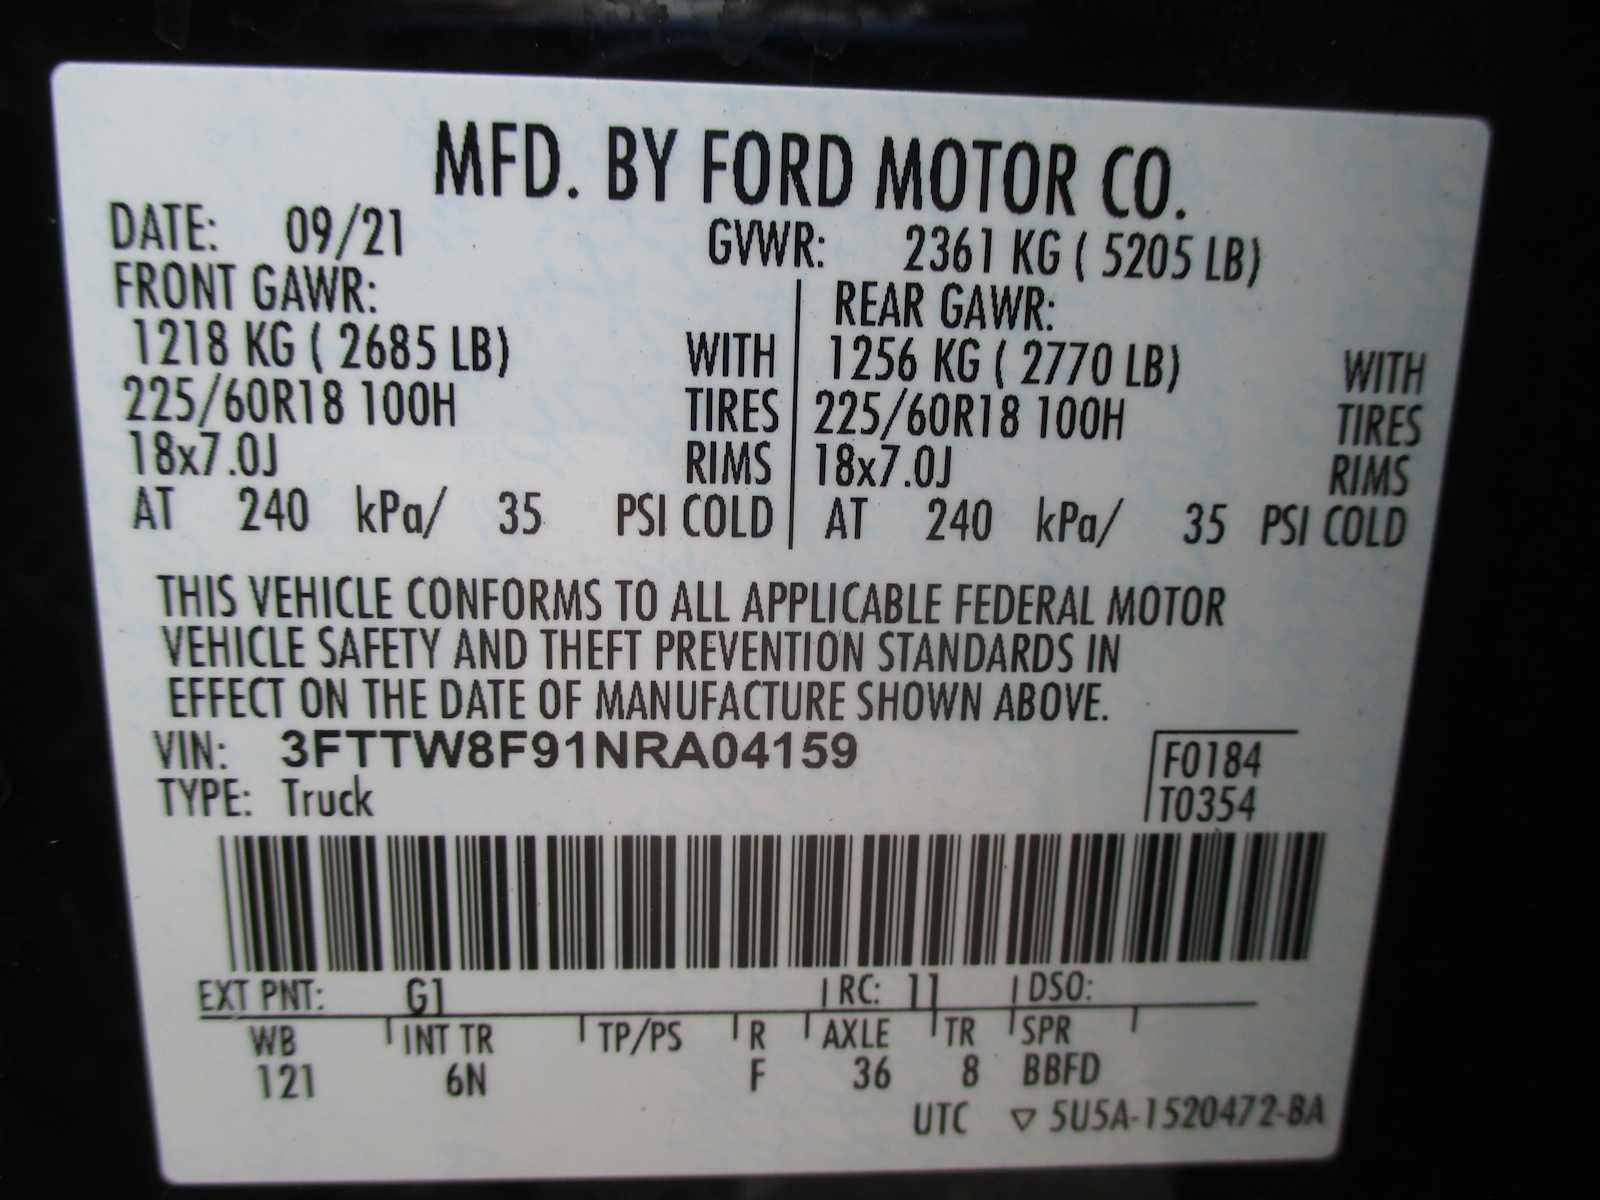 MFD. BY FORD MOTOR CO.
DATE: 09/21 GVWR: 2361 KG ( 5205 LB)
FRONT GAWR: REAR GAWR:
1218 KG ( 2685 LB) WITH 1256 KG ( 2770 LB) WITH
225/60R18 100H TIRES 225/60R18 100H TIRES
18x7.0J RIMS 18x7.0J RIMS
AT 240 kPa/ 35 PSI COLD AT 240 kPa/ 35 PSI COLD
THIS VEHICLE CONFORMS TO ALL APPLICABLE FEDERAL MOTOR
VEHICLE SAFETY AND THEFT PREVENTION STANDARDS IN
EFFECT ON THE DATE OF MANUFACTURE SHOWN ABOVE.
VIN: 3FTTW8F91NRA04159 F0184
TYPE: Truck T0354
EXT PNT: G1 RC: 11 DSO:
WB INT TR TP/PS R AXLE TR SPR
121 6N F 36 8 BBFD
UTC ▽ 5U5A-1520472-BA